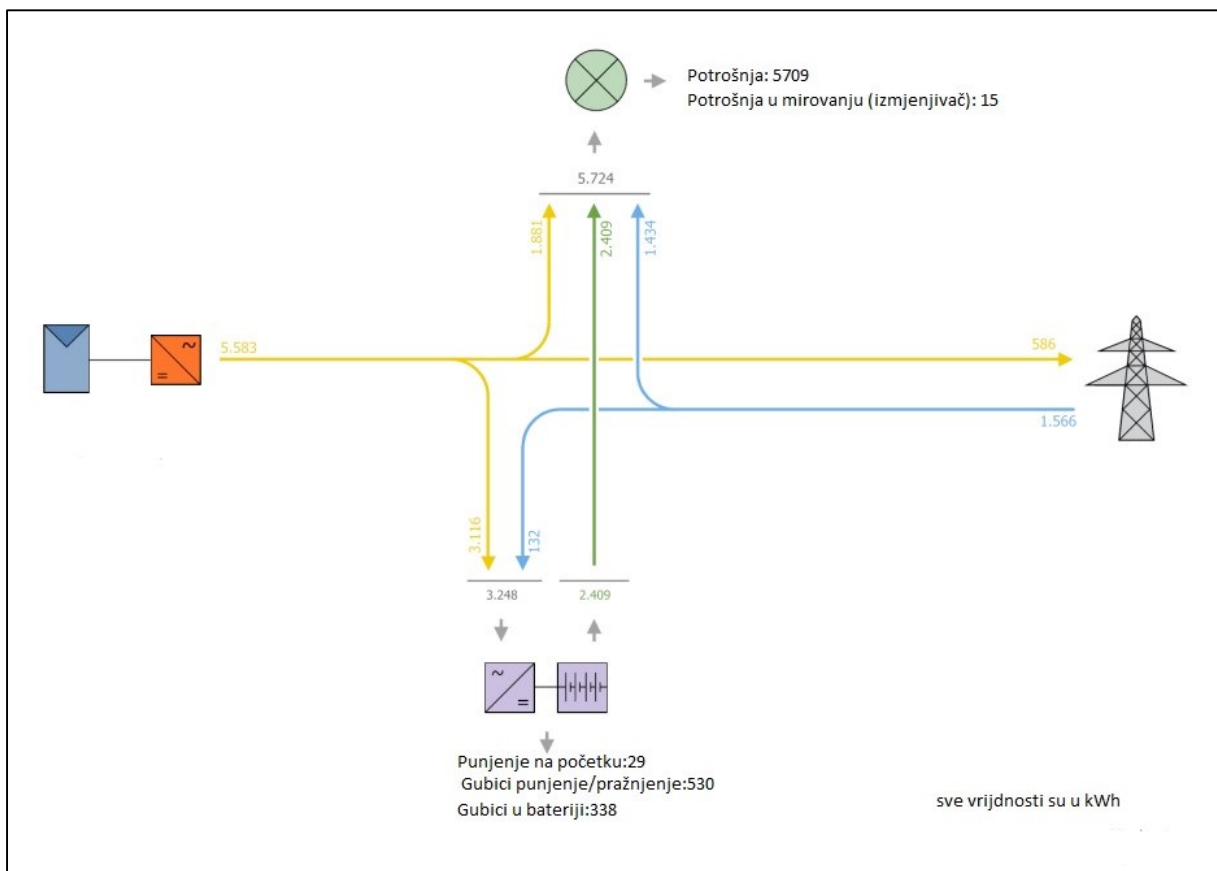 Potrošnja: 5709
Potrošnja u mirovanju (izmjenjivač): 15
5.724
1.881
2.409
1.434
5.583
586
1.566
3.116
132
3.248
2.409
~
=
~
=
Punjenje na početku:29
Gubici punjenje/pražnjenje:530
Gubici u bateriji:338
sve vrijdnosti su u kWh